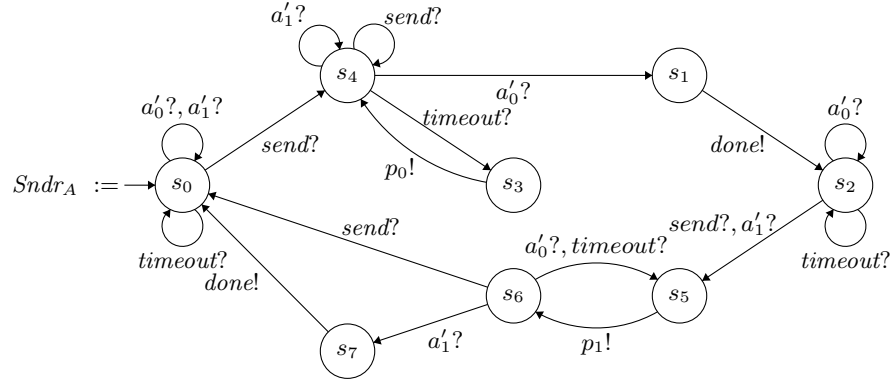 a′₁?
send?
s₄
s₁
a′₀?
a′₀?, a′₁?
a′₀?
timeout?
send?
done!
p₀!
Sndr_A :=
s₀
s₃
s₂
send?
send?, a′₁?
a′₀?, timeout?
timeout?
timeout?
done!
s₆
s₅
a′₁?
p₁!
s₇